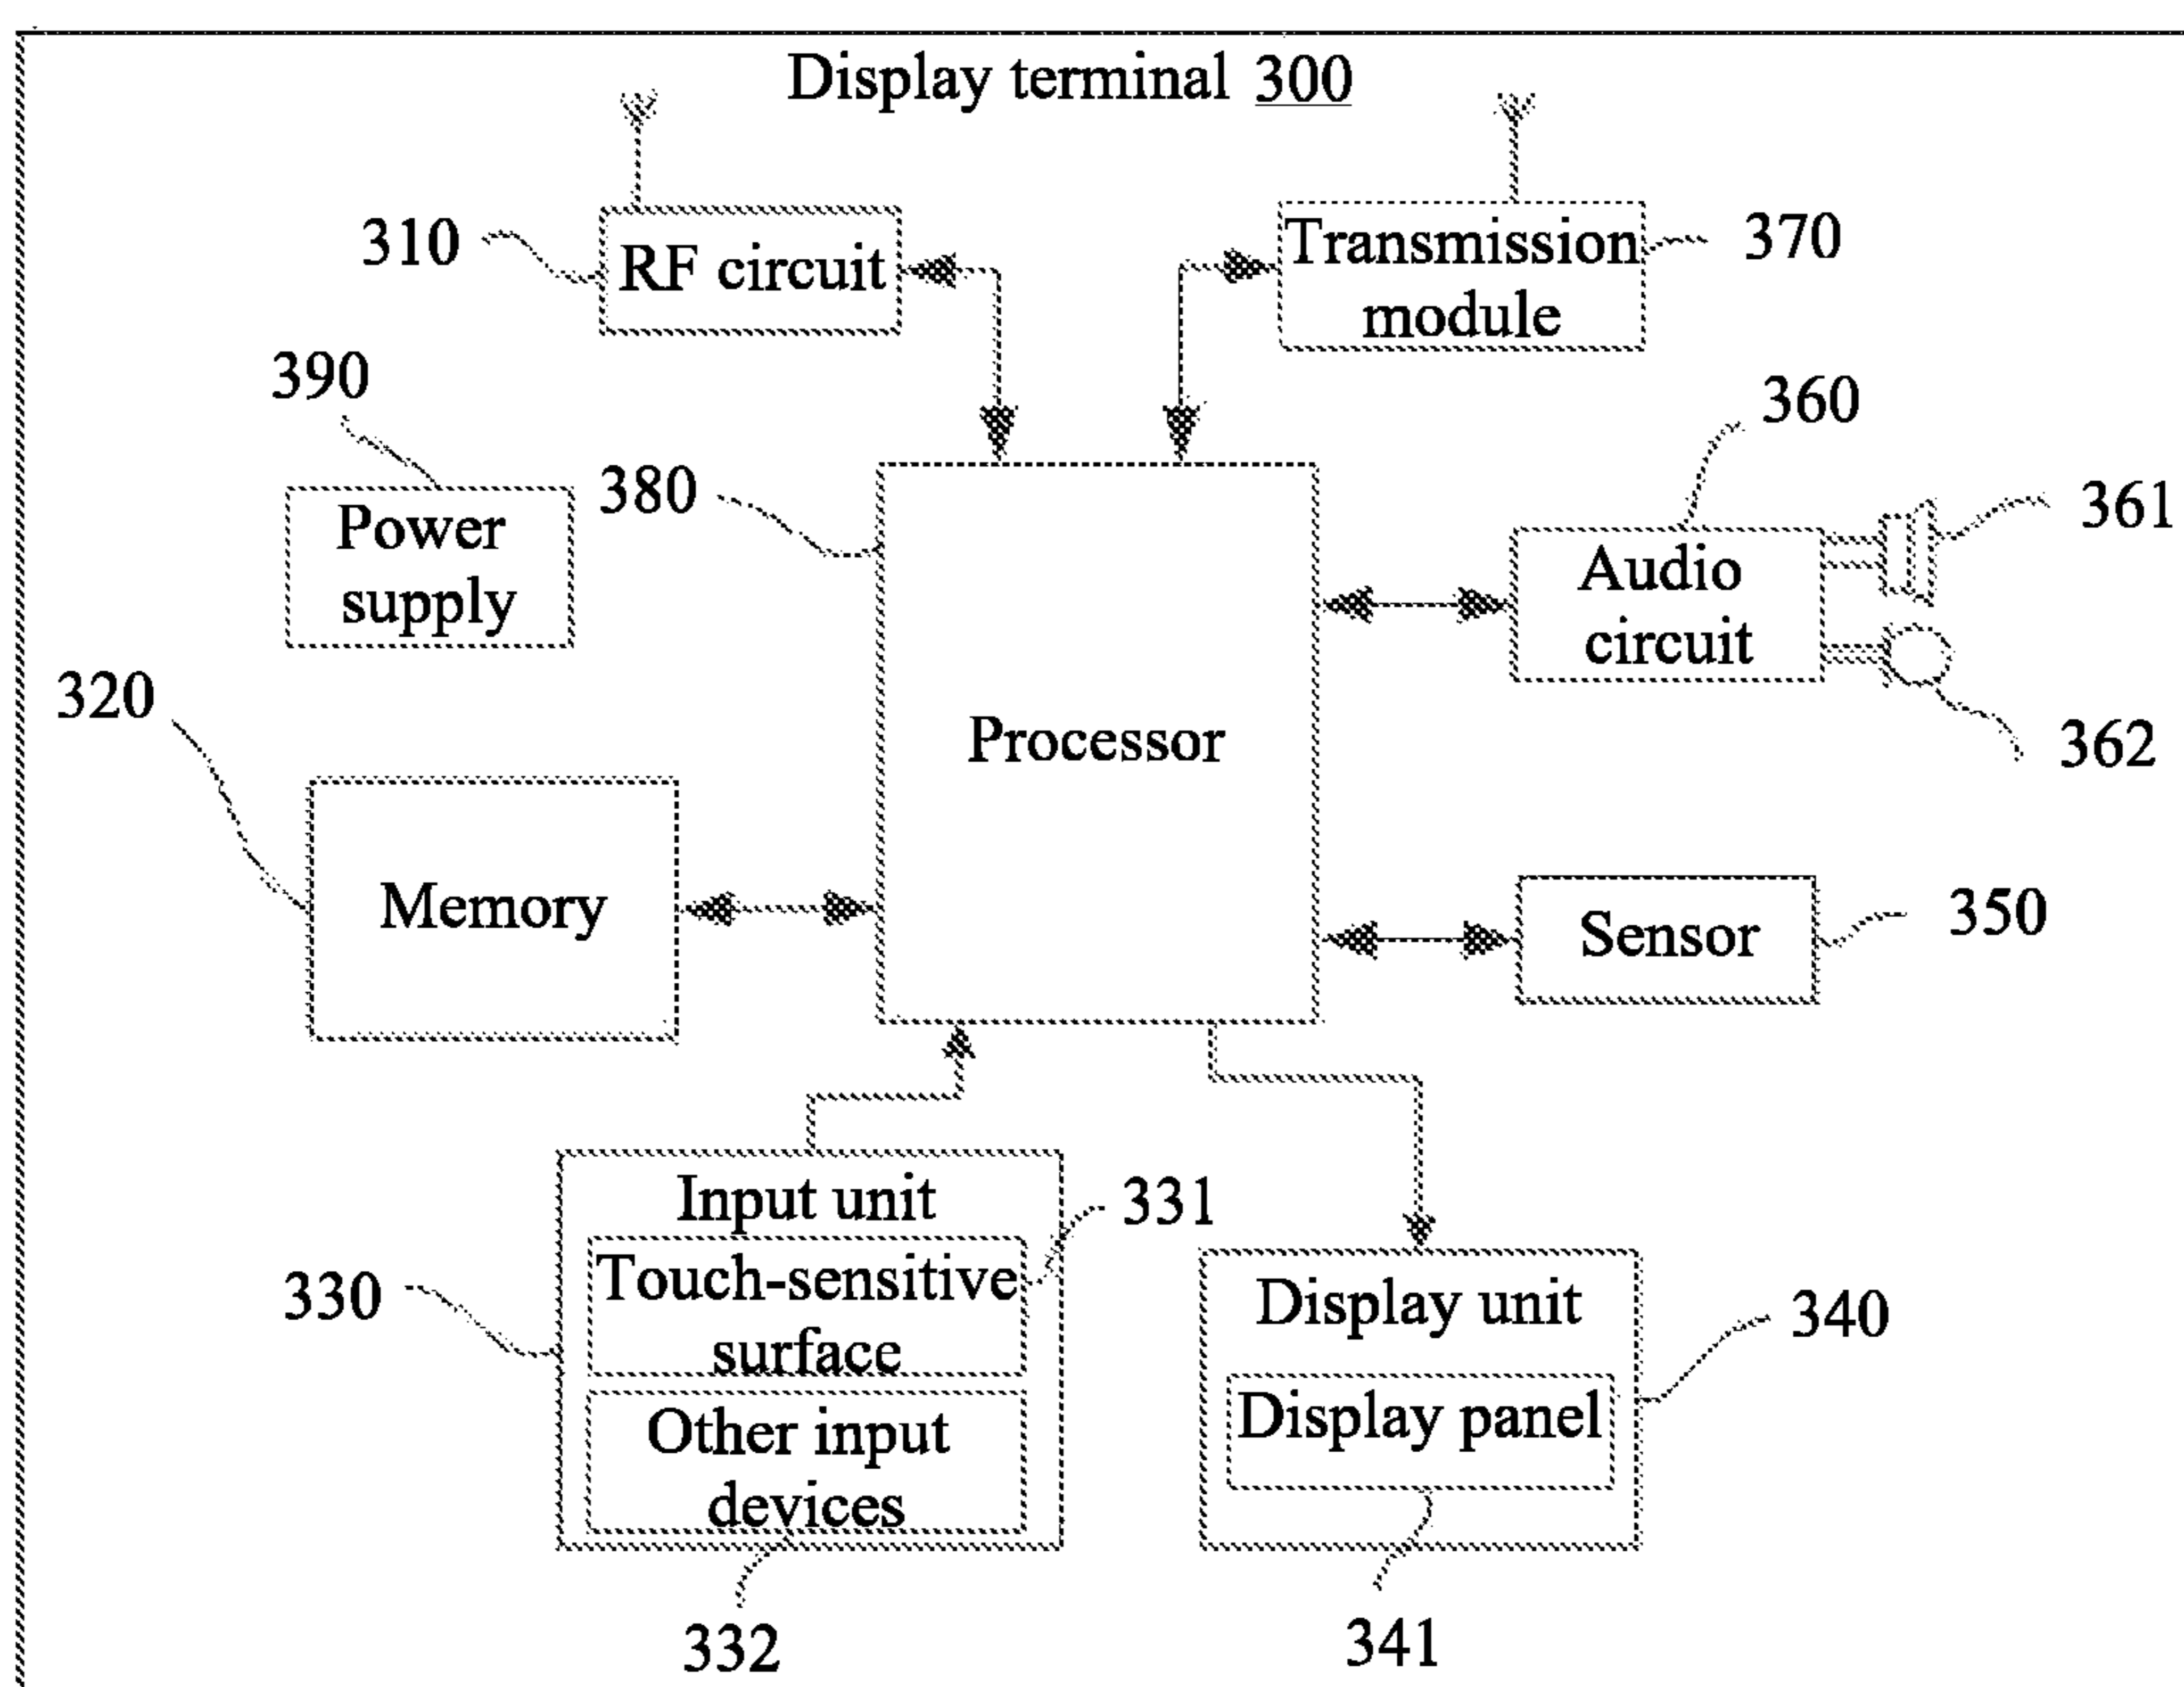 Display terminal 300
310
RF circuit
Transmission
module
370
390
Power
supply
380
Processor
360
Audio
circuit
361
362
320
Memory
Sensor
350
Input unit
331
Touch-sensitive
surface
330
Other input
devices
332
Display unit
340
Display panel
341